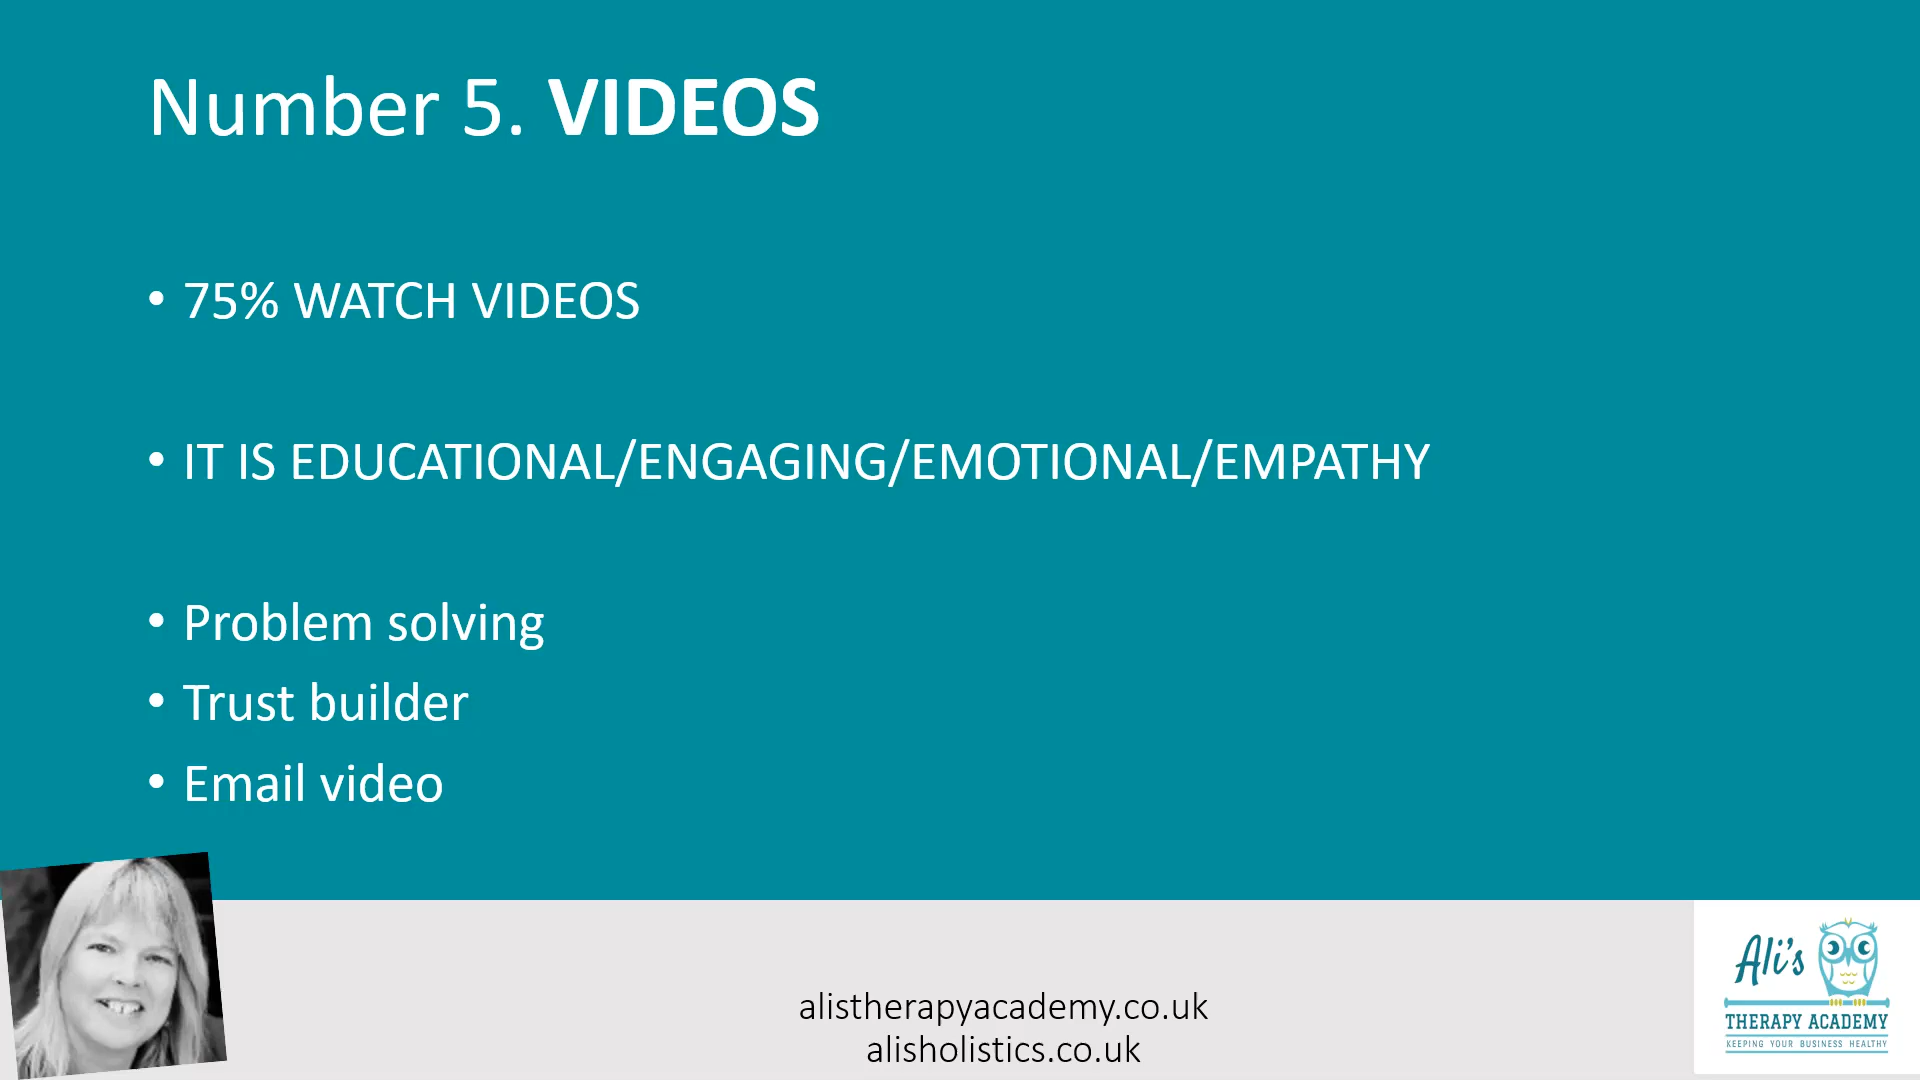 Number 5. VIDEOS
• 75% WATCH VIDEOS
• IT IS EDUCATIONAL/ENGAGING/EMOTIONAL/EMPATHY
• Problem solving
• Trust builder
• Email video
alistherapyacademy.co.uk
alisholistics.co.uk
Ali's
THERAPY ACADEMY
KEEPING YOUR BUSINESS HEALTHY